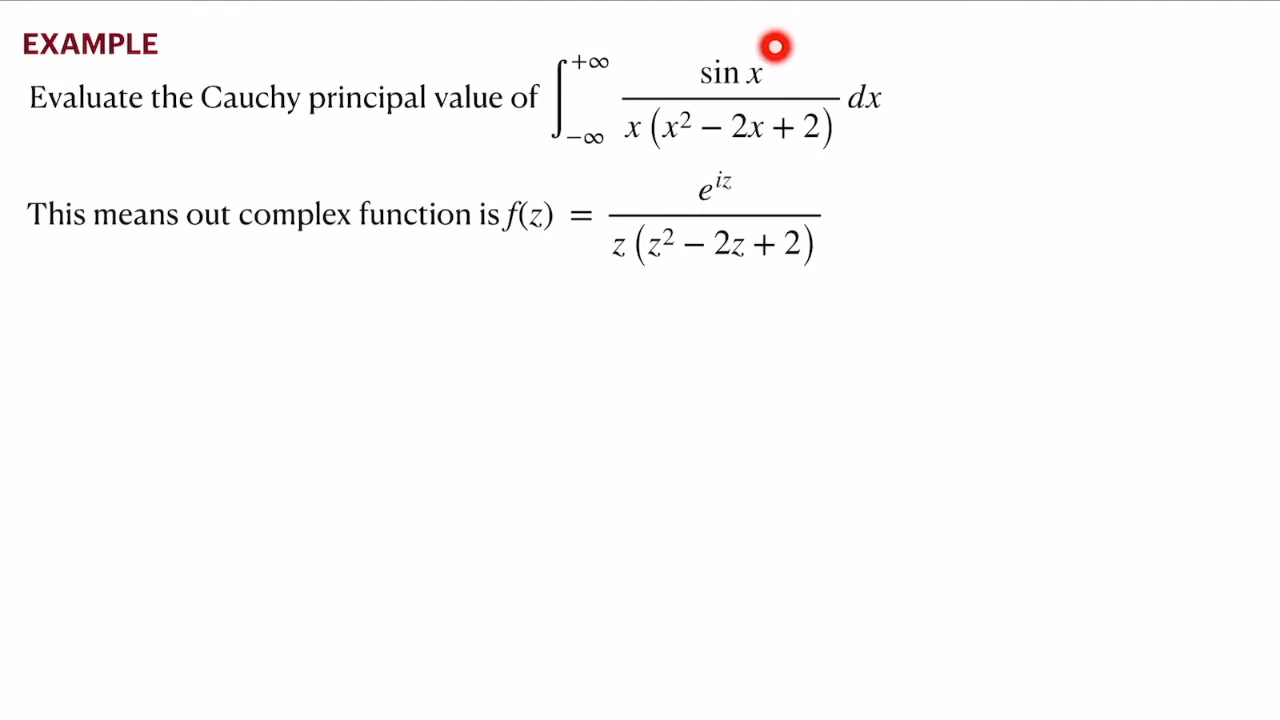 EXAMPLE
Evaluate the Cauchy principal value of ∫_{−∞}^{+∞} sin x / (x (x² − 2x + 2)) dx
This means out complex function is f(z) = e^{iz} / (z (z² − 2z + 2))